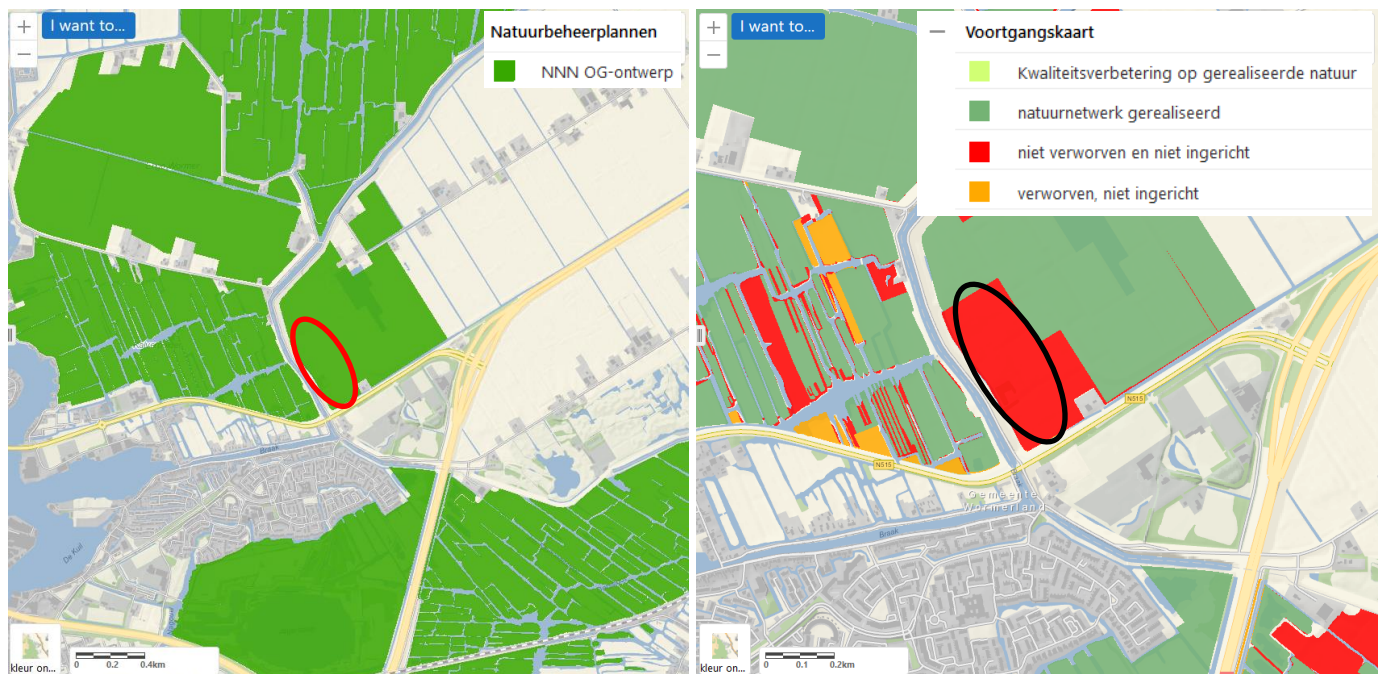 I want to...
Natuurbeheerplannen
NNN OG-ontwerp
Braak
De Kuil
kleur on...
0 0.2 0.4km
I want to...
Voortgangskaart
Kwaliteitsverbetering op gerealiseerde natuur
natuurnetwerk gerealiseerd
niet verworven en niet ingericht
verworven, niet ingericht
N515
N515
Gemeente
Wormerland
Braak
kleur on...
0 0.1 0.2km